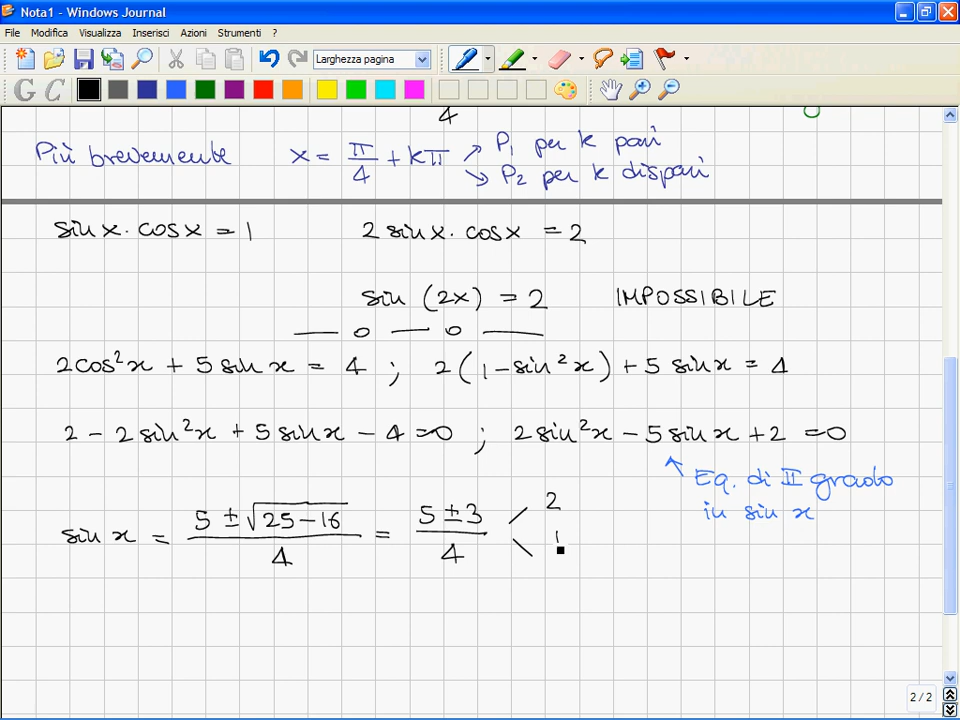 Nota1 - Windows Journal
File Modifica Visualizza Inserisci Azioni Strumenti ?
Larghezza pagina
G C
4
Più brevemente x = π/4 + kπ ↗ P₁ per k pari
↘ P₂ per k dispari
sin x · cos x = 1 2 sin x · cos x = 2
sin (2x) = 2 IMPOSSIBILE
— o — o —
2cos²x + 5 sin x = 4 ; 2(1 - sin²x) + 5 sin x = 4
2 - 2 sin²x + 5 sin x - 4 = 0 ; 2 sin²x - 5 sin x + 2 = 0
Eq. di II grado
in sin x
sin x = (5 ± √(25-16))/4 = (5 ± 3)/4 2
1
2 / 2